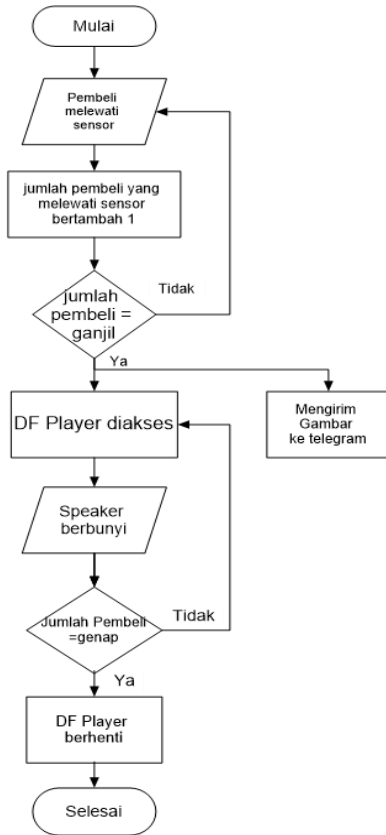 Mulai
Pembeli
melewati
sensor
jumlah pembeli yang
melewati sensor
bertambah 1
Tidak
jumlah
pembeli =
ganjil
Ya
DF Player diakses
Mengirim
Gambar
ke telegram
Speaker
berbunyi
Jumlah Pembeli
=genap
Tidak
Ya
DF Player
berhenti
Selesai